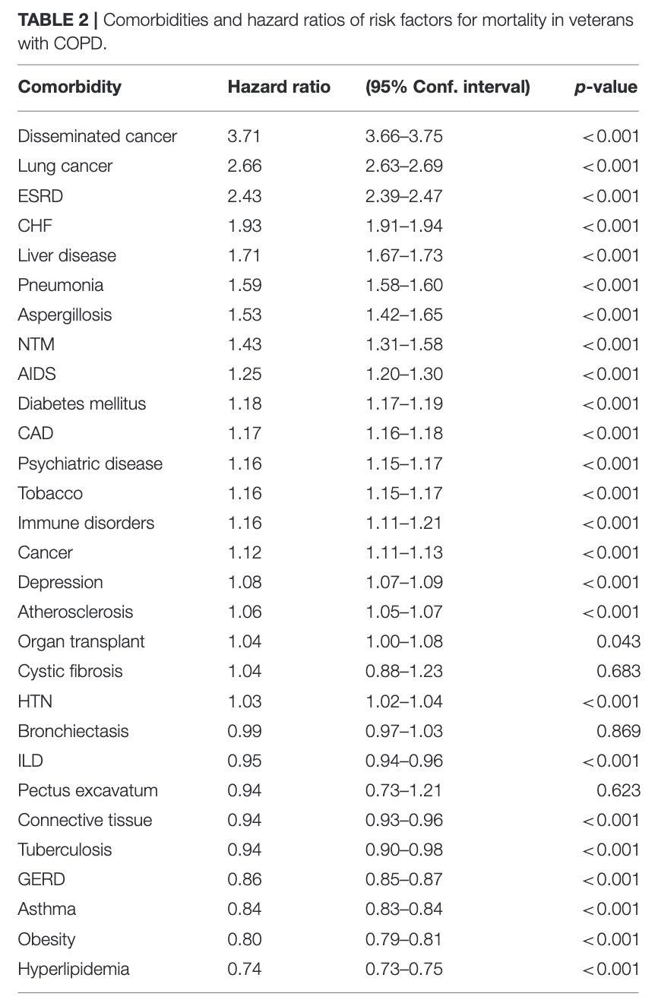 TABLE 2 | Comorbidities and hazard ratios of risk factors for mortality in veterans
with COPD.
Comorbidity Hazard ratio (95% Conf. interval) p-value
Disseminated cancer 3.71 3.66–3.75 <0.001
Lung cancer 2.66 2.63–2.69 <0.001
ESRD 2.43 2.39–2.47 <0.001
CHF 1.93 1.91–1.94 <0.001
Liver disease 1.71 1.67–1.73 <0.001
Pneumonia 1.59 1.58–1.60 <0.001
Aspergillosis 1.53 1.42–1.65 <0.001
NTM 1.43 1.31–1.58 <0.001
AIDS 1.25 1.20–1.30 <0.001
Diabetes mellitus 1.18 1.17–1.19 <0.001
CAD 1.17 1.16–1.18 <0.001
Psychiatric disease 1.16 1.15–1.17 <0.001
Tobacco 1.16 1.15–1.17 <0.001
Immune disorders 1.16 1.11–1.21 <0.001
Cancer 1.12 1.11–1.13 <0.001
Depression 1.08 1.07–1.09 <0.001
Atherosclerosis 1.06 1.05–1.07 <0.001
Organ transplant 1.04 1.00–1.08 0.043
Cystic fibrosis 1.04 0.88–1.23 0.683
HTN 1.03 1.02–1.04 <0.001
Bronchiectasis 0.99 0.97–1.03 0.869
ILD 0.95 0.94–0.96 <0.001
Pectus excavatum 0.94 0.73–1.21 0.623
Connective tissue 0.94 0.93–0.96 <0.001
Tuberculosis 0.94 0.90–0.98 <0.001
GERD 0.86 0.85–0.87 <0.001
Asthma 0.84 0.83–0.84 <0.001
Obesity 0.80 0.79–0.81 <0.001
Hyperlipidemia 0.74 0.73–0.75 <0.001